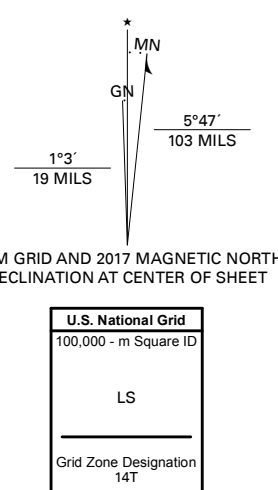 ★
MN
GN
5°47´
103 MILS
1°3´
19 MILS
M GRID AND 2017 MAGNETIC NORTH
ECLINATION AT CENTER OF SHEET
U.S. National Grid
100,000 - m Square ID
LS
Grid Zone Designation
14T